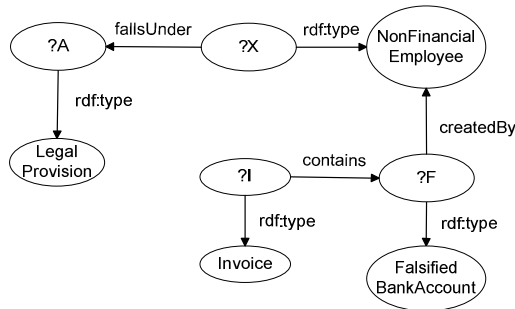 fallsUnder
rdf:type
?A
?X
NonFinancial
Employee
rdf:type
createdBy
Legal
Provision
contains
?I
?F
rdf:type
rdf:type
Invoice
Falsified
BankAccount